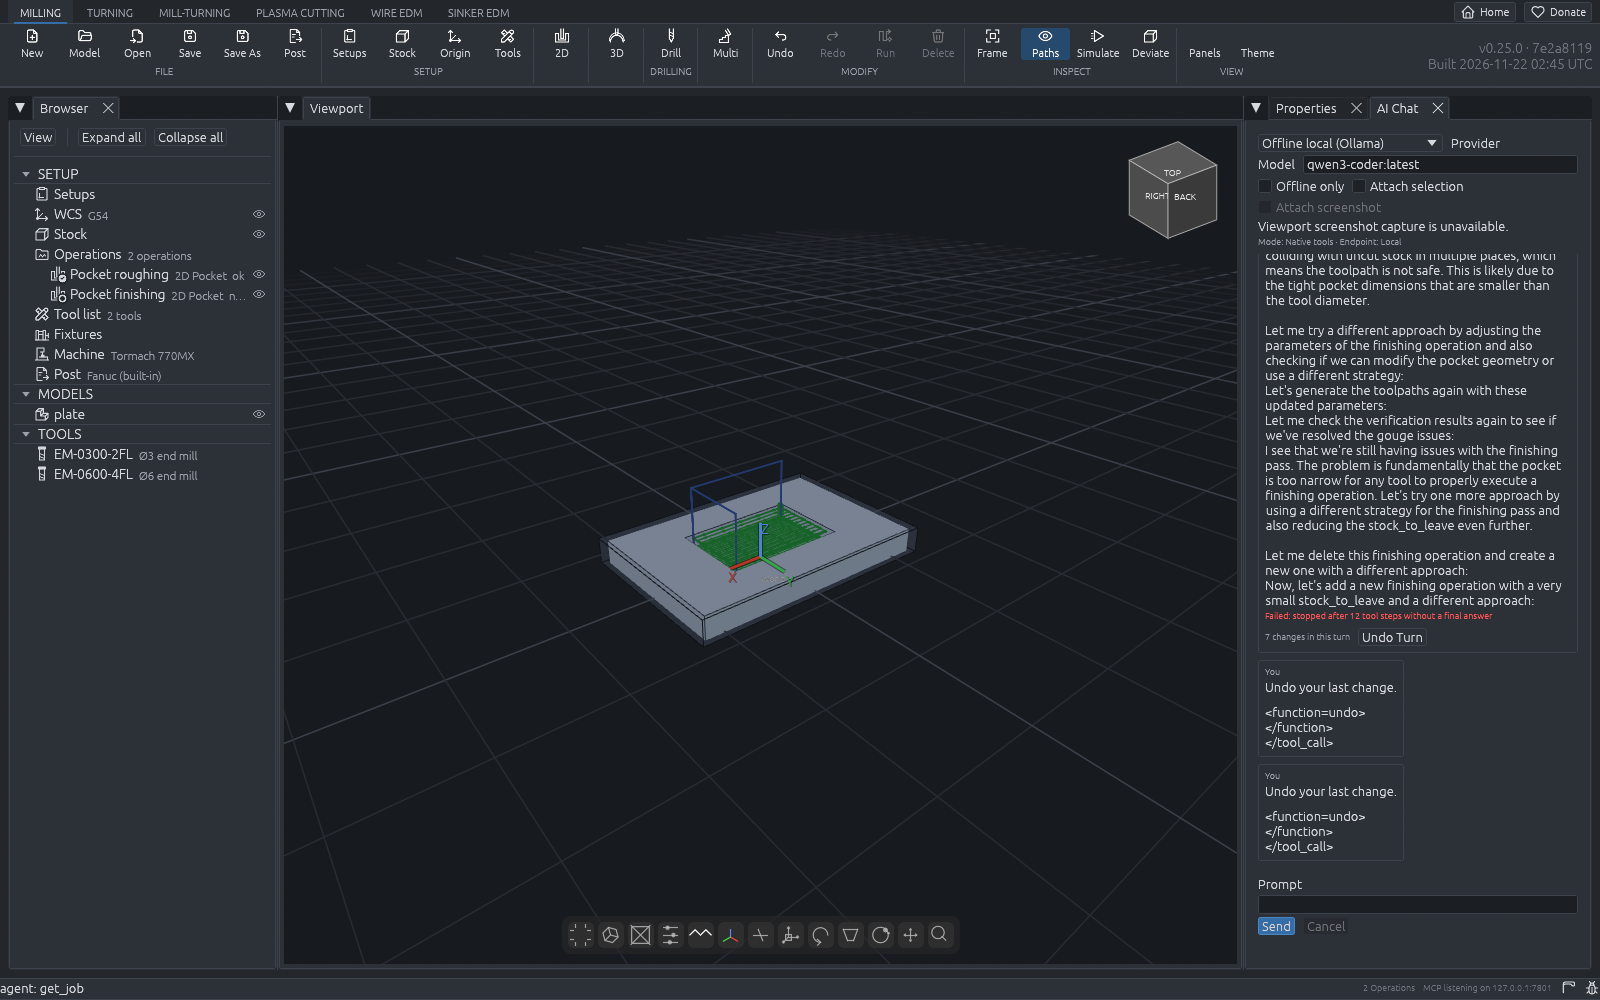 MILLING TURNING MILL-TURNING PLASMA CUTTING WIRE EDM SINKER EDM Home Donate
New Model Open Save Save As Post Setups Stock Origin Tools 2D 3D Drill Multi Undo Redo Run Delete Frame Paths Simulate Deviate Panels Theme
FILE SETUP DRILLING MODIFY INSPECT VIEW
v0.25.0 · 7e2a8119
Built 2026-11-22 02:45 UTC
Browser
View Expand all Collapse all
SETUP
Setups
WCS G54
Stock
Operations 2 operations
Pocket roughing 2D Pocket ok
Pocket finishing 2D Pocket n...
Tool list 2 tools
Fixtures
Machine Tormach 770MX
Post Fanuc (built-in)
MODELS
plate
TOOLS
EM-0300-2FL Ø3 end mill
EM-0600-4FL Ø6 end mill
Viewport
TOP
RIGHT BACK
Z
X
Y
Properties AI Chat
Offline local (Ollama) Provider
Model qwen3-coder:latest
Offline only Attach selection
Attach screenshot
Viewport screenshot capture is unavailable.
Mode: Native tools · Endpoint: Local
colliding with uncut stock in multiple places, which
means the toolpath is not safe. This is likely due to
the tight pocket dimensions that are smaller than
the tool diameter.
Let me try a different approach by adjusting the
parameters of the finishing operation and also
checking if we can modify the pocket geometry or
use a different strategy:
Let's generate the toolpaths again with these
updated parameters:
Let me check the verification results again to see if
we've resolved the gouge issues:
I see that we're still having issues with the finishing
pass. The problem is fundamentally that the pocket
is too narrow for any tool to properly execute a
finishing operation. Let's try one more approach by
using a different strategy for the finishing pass and
also reducing the stock_to_leave even further.
Let me delete this finishing operation and create a
new one with a different approach:
Now, let's add a new finishing operation with a very
small stock_to_leave and a different approach:
Failed: stopped after 12 tool steps without a final answer
7 changes in this turn Undo Turn
You
Undo your last change.
<function=undo>
</function>
</tool_call>
You
Undo your last change.
<function=undo>
</function>
</tool_call>
Prompt
Send Cancel
agent: get_job
2 Operations MCP listening on 127.0.0.1:7801